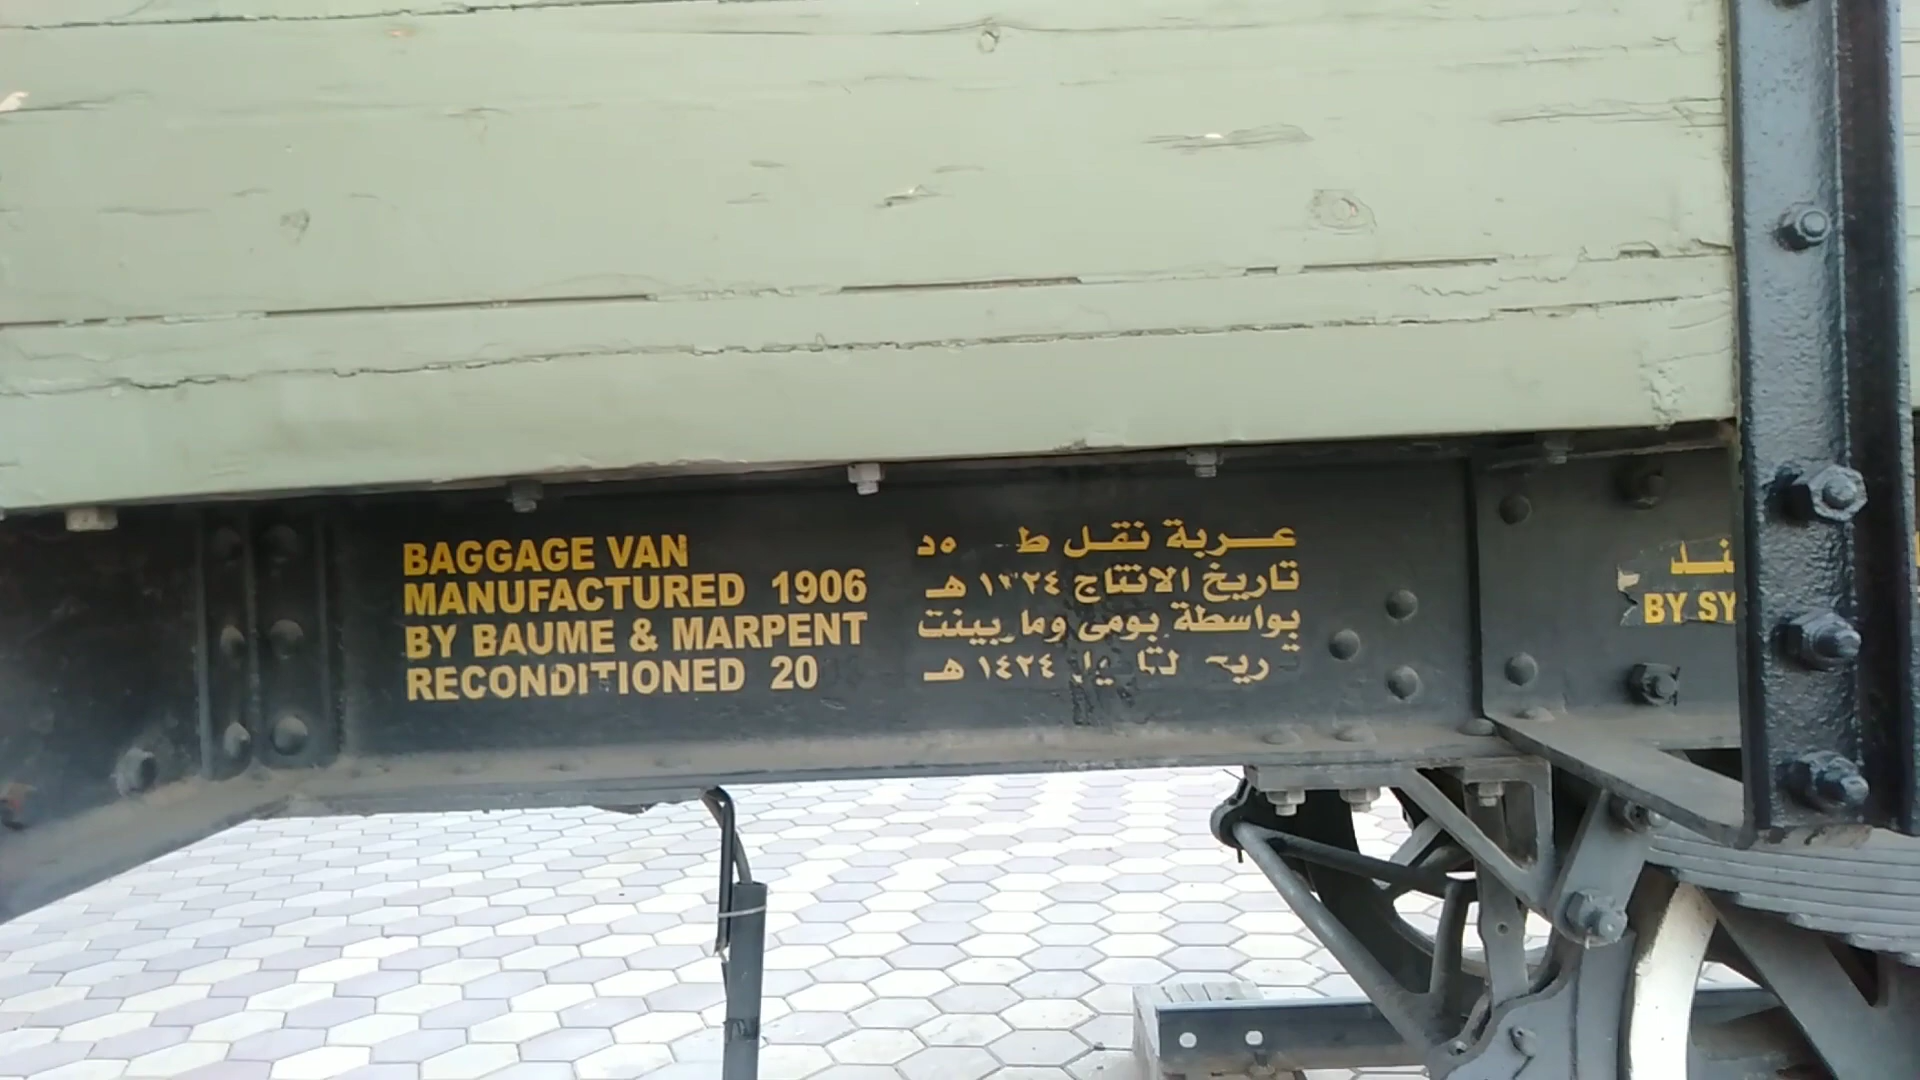 BAGGAGE VAN
MANUFACTURED 1906
BY BAUME & MARPENT
RECONDITIONED 20
عربة نقل
تاريخ الانتاج ١٣٢٤ هـ
بواسطة بومى وماربينت
١٤٢٤ هـ
BY SY